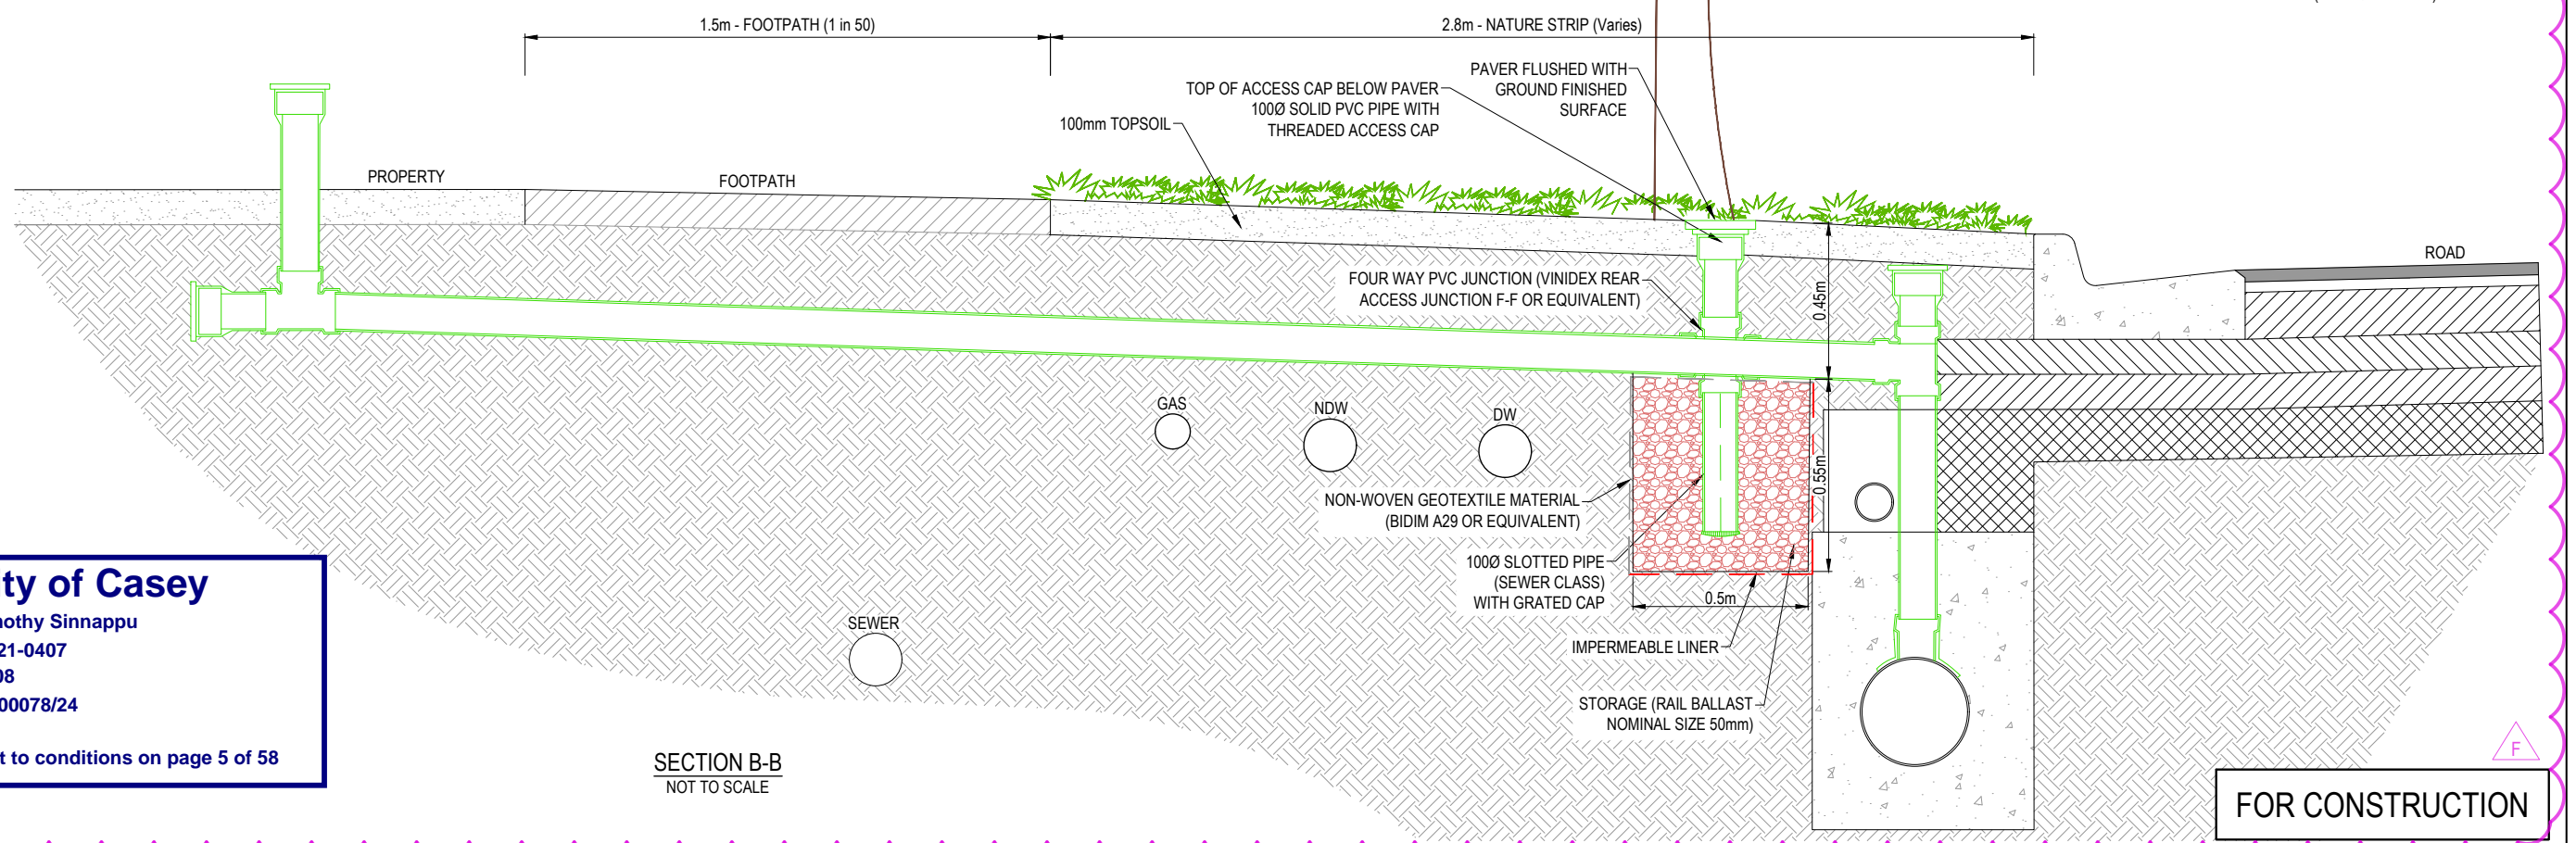 1.5m - FOOTPATH (1 in 50)
2.8m - NATURE STRIP (Varies)
TOP OF ACCESS CAP BELOW PAVER
100Ø SOLID PVC PIPE WITH
THREADED ACCESS CAP
PAVER FLUSHED WITH
GROUND FINISHED
SURFACE
100mm TOPSOIL
PROPERTY
FOOTPATH
ROAD
FOUR WAY PVC JUNCTION (VINIDEX REAR
ACCESS JUNCTION F-F OR EQUIVALENT)
0.45m
GAS
NDW
DW
0.55m
NON-WOVEN GEOTEXTILE MATERIAL
(BIDIM A29 OR EQUIVALENT)
100Ø SLOTTED PIPE
(SEWER CLASS)
WITH GRATED CAP
0.5m
SEWER
IMPERMEABLE LINER
STORAGE (RAIL BALLAST
NOMINAL SIZE 50mm)
ty of Casey
nothy Sinnappu
21-0407
08
00078/24
t to conditions on page 5 of 58
SECTION B-B
NOT TO SCALE
F
FOR CONSTRUCTION